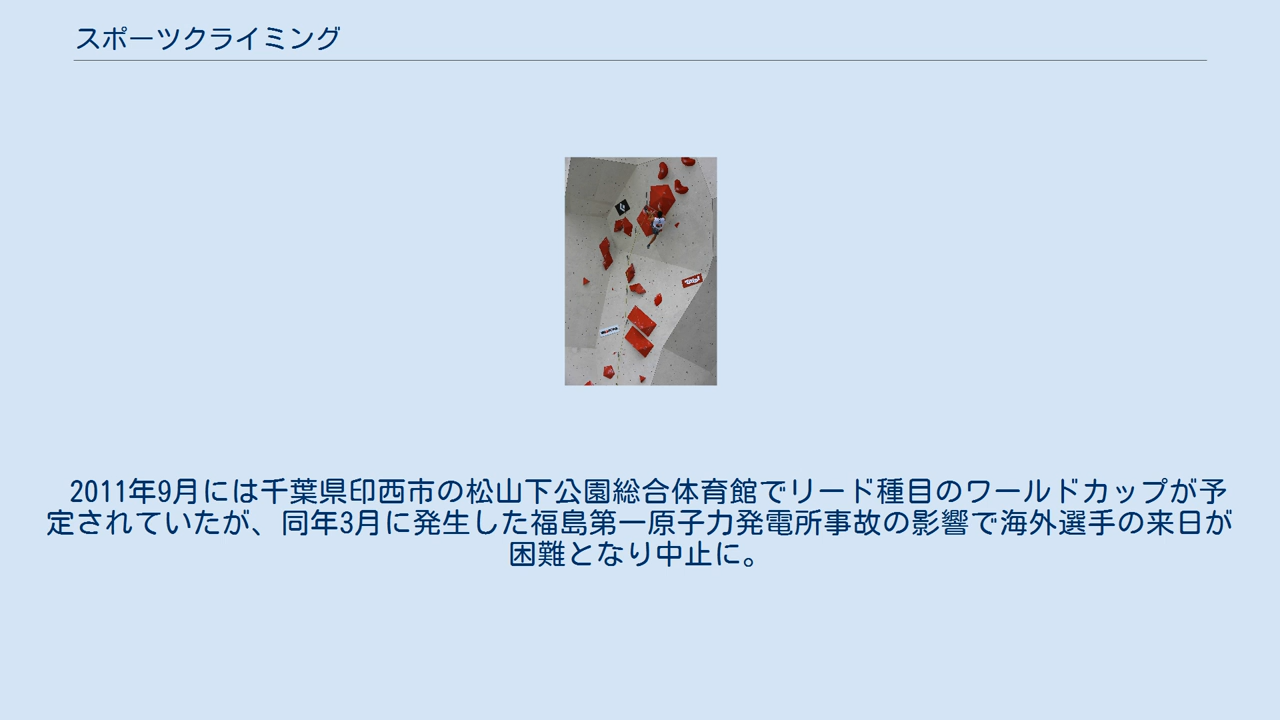 スポーツクライミング
2011年9月には千葉県印西市の松山下公園総合体育館でリード種目のワールドカップが予
定されていたが、同年3月に発生した福島第一原子力発電所事故の影響で海外選手の来日が
困難となり中止に。